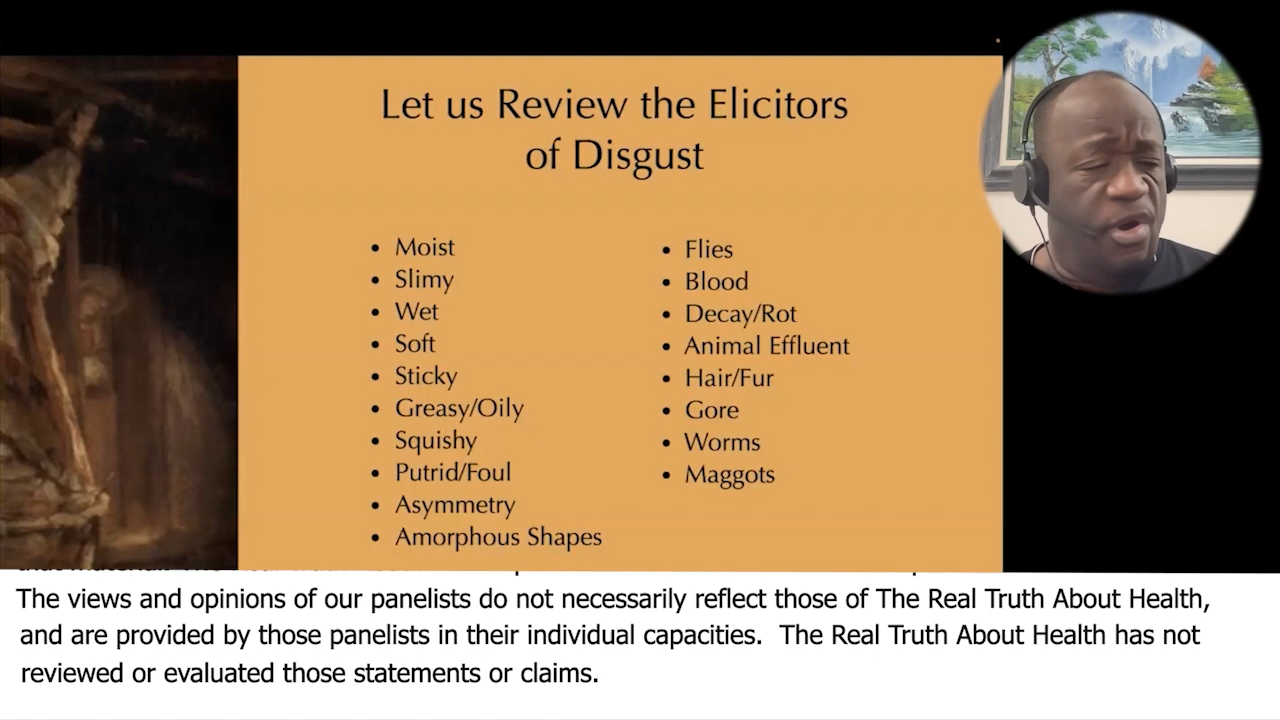 Let us Review the Elicitors
of Disgust
• Moist
• Slimy
• Wet
• Soft
• Sticky
• Greasy/Oily
• Squishy
• Putrid/Foul
• Asymmetry
• Amorphous Shapes
• Flies
• Blood
• Decay/Rot
• Animal Effluent
• Hair/Fur
• Gore
• Worms
• Maggots
The views and opinions of our panelists do not necessarily reflect those of The Real Truth About Health,
and are provided by those panelists in their individual capacities. The Real Truth About Health has not
reviewed or evaluated those statements or claims.